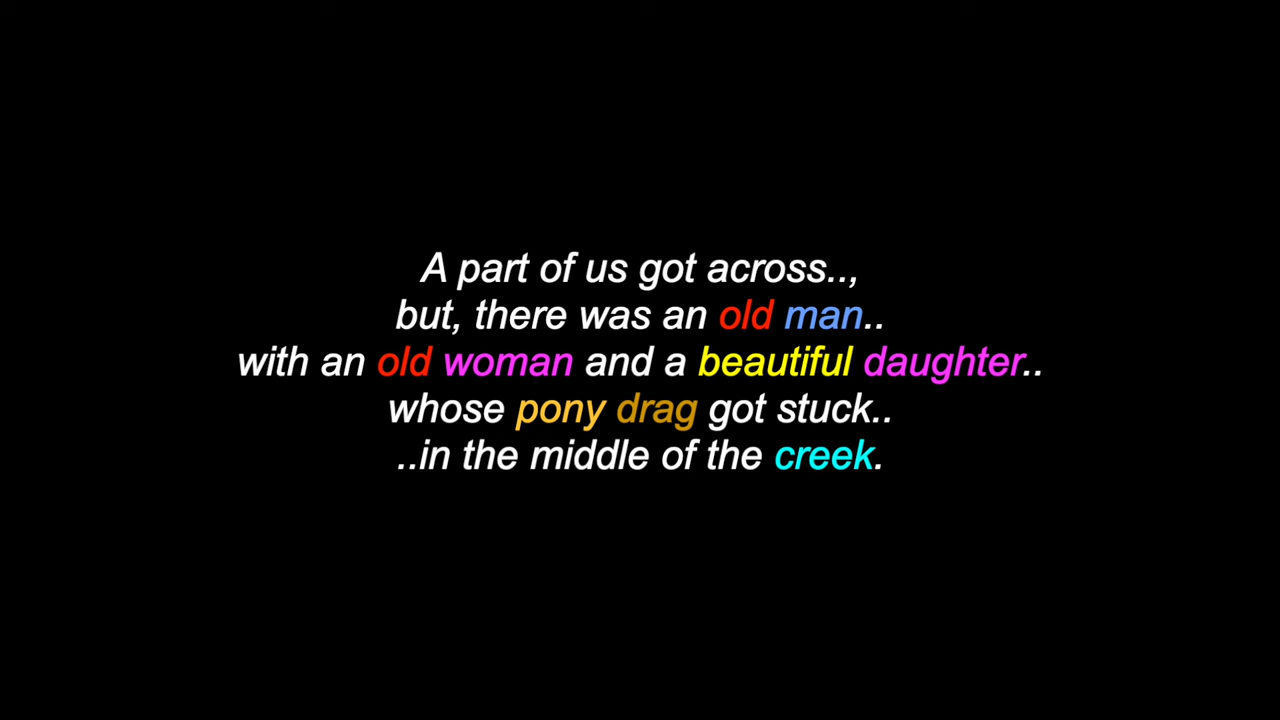 A part of us got across..,
but, there was an old man..
with an old woman and a beautiful daughter..
whose pony drag got stuck..
..in the middle of the creek.